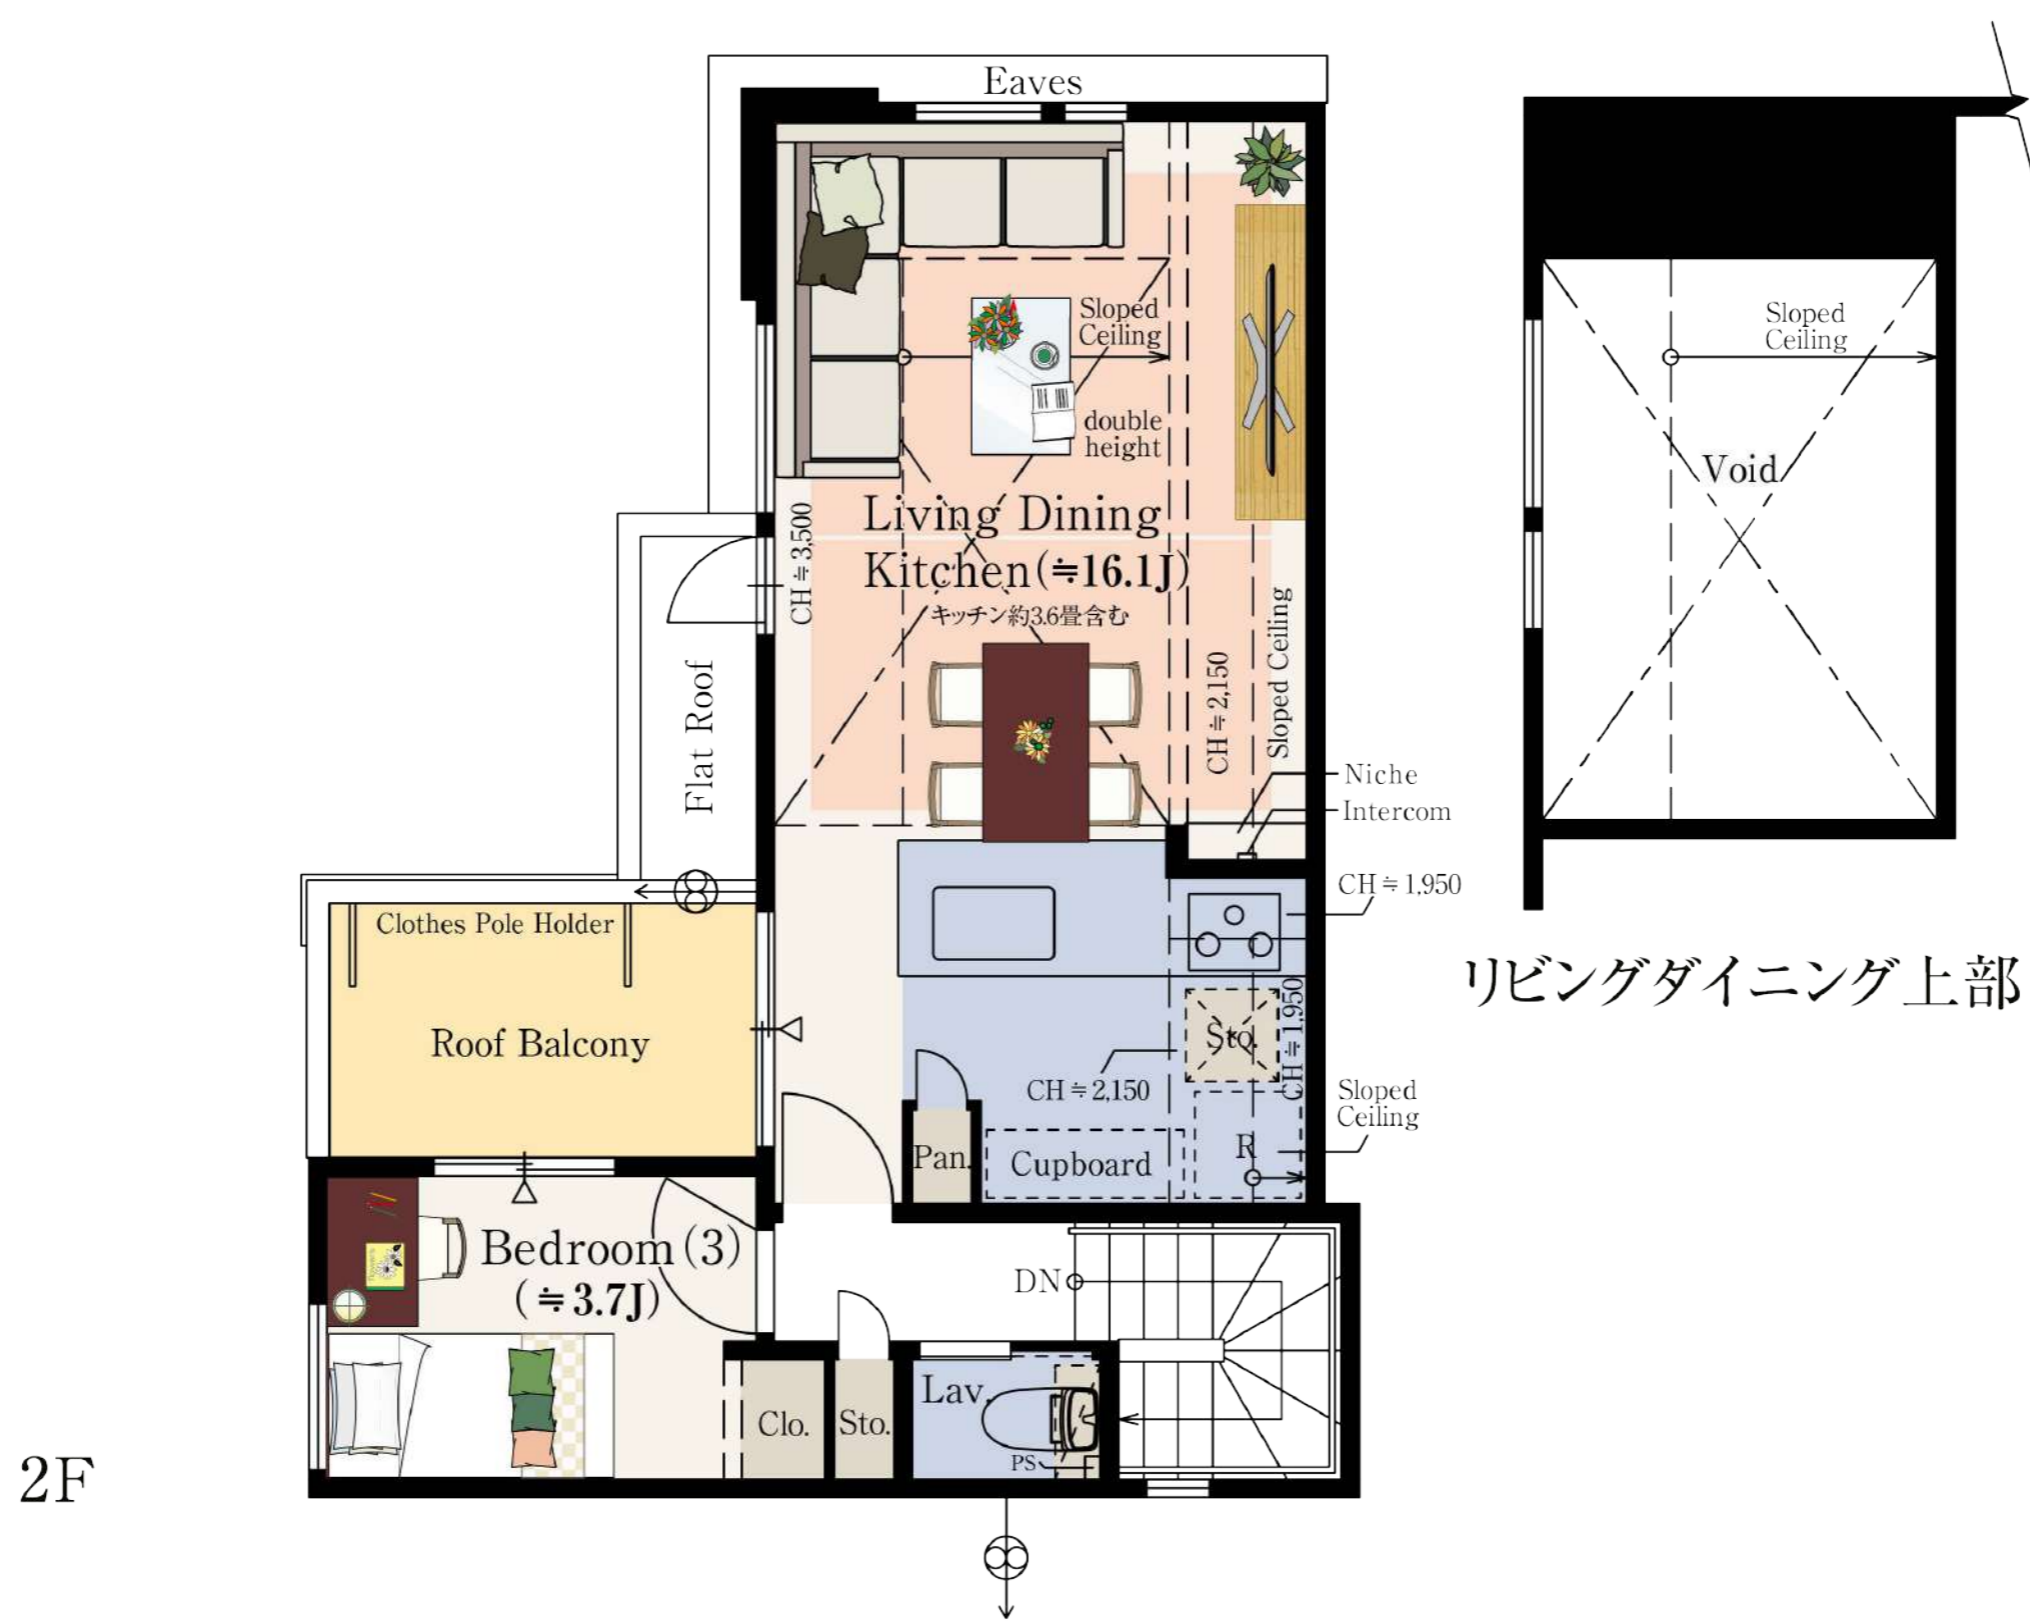 Eaves
Sloped
Ceiling
double
height
Living Dining
Kitchen(≒16.1J)
キッチン約3.6畳含む
CH≒3,500
CH≒2,150
Sloped Ceiling
Flat Roof
Niche
Intercom
CH≒1,950
Clothes Pole Holder
Roof Balcony
Sto.
CH≒1,950
CH≒2,150
Sloped
Ceiling
Pan.
Cupboard
R
Bedroom(3)
(≒3.7J)
DN
Clo.
Sto.
Lav.
PS
2F
Sloped
Ceiling
Void
リビングダイニング上部